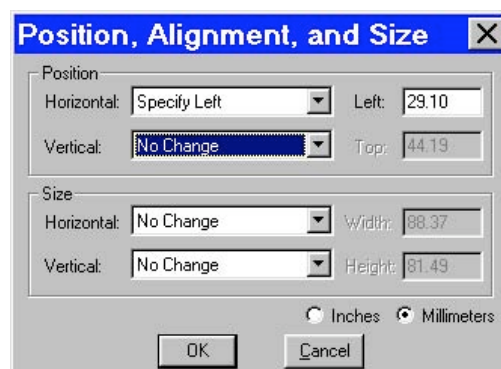 Position, Alignment, and Size
Position
Horizontal: Specify Left Left: 29.10
Vertical: No Change Top: 44.19
Size
Horizontal: No Change Width: 88.37
Vertical: No Change Height: 81.49
Inches Millimeters
OK Cancel